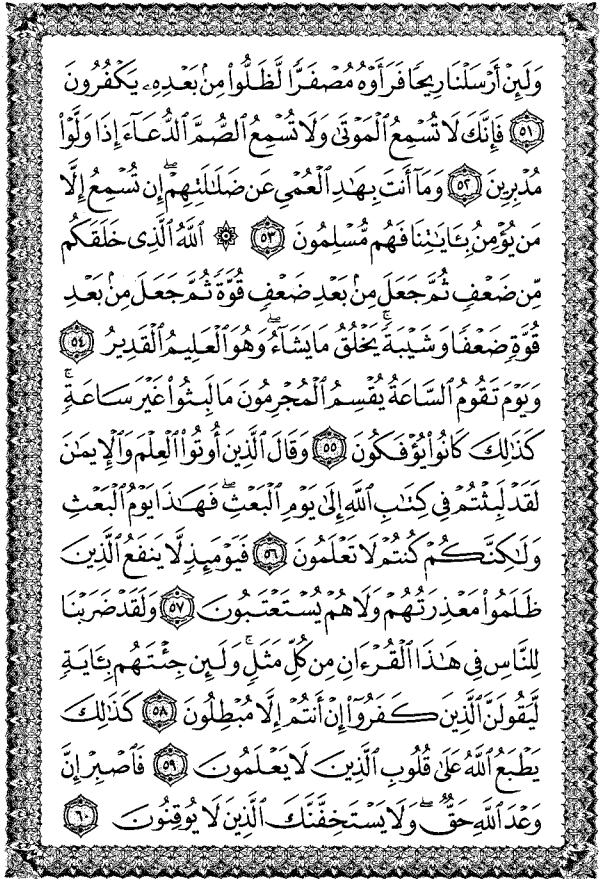 وَلَئِنْ أَرْسَلْنَا رِيحًا فَرَأَوْهُ مُصْفَرًّا لَّظَلُّوا۟ مِنۢ بَعْدِهِۦ يَكْفُرُونَ
﴿٥١﴾ فَإِنَّكَ لَا تُسْمِعُ ٱلْمَوْتَىٰ وَلَا تُسْمِعُ ٱلصُّمَّ ٱلدُّعَآءَ إِذَا وَلَّوْا۟
مُدْبِرِينَ ﴿٥٢﴾ وَمَآ أَنتَ بِهَـٰدِ ٱلْعُمْىِ عَن ضَلَـٰلَتِهِمْ ۖ إِن تُسْمِعُ إِلَّا
مَن يُؤْمِنُ بِـَٔايَـٰتِنَا فَهُم مُّسْلِمُونَ ﴿٥٣﴾ ۞ ٱللَّهُ ٱلَّذِى خَلَقَكُم
مِّن ضَعْفٍ ثُمَّ جَعَلَ مِنۢ بَعْدِ ضَعْفٍ قُوَّةً ثُمَّ جَعَلَ مِنۢ بَعْدِ
قُوَّةٍ ضَعْفًا وَشَيْبَةً ۚ يَخْلُقُ مَا يَشَآءُ ۖ وَهُوَ ٱلْعَلِيمُ ٱلْقَدِيرُ ﴿٥٤﴾
وَيَوْمَ تَقُومُ ٱلسَّاعَةُ يُقْسِمُ ٱلْمُجْرِمُونَ مَا لَبِثُوا۟ غَيْرَ سَاعَةٍ ۚ
كَذَٰلِكَ كَانُوا۟ يُؤْفَكُونَ ﴿٥٥﴾ وَقَالَ ٱلَّذِينَ أُوتُوا۟ ٱلْعِلْمَ وَٱلْإِيمَـٰنَ
لَقَدْ لَبِثْتُمْ فِى كِتَـٰبِ ٱللَّهِ إِلَىٰ يَوْمِ ٱلْبَعْثِ ۖ فَهَـٰذَا يَوْمُ ٱلْبَعْثِ
وَلَـٰكِنَّكُمْ كُنتُمْ لَا تَعْلَمُونَ ﴿٥٦﴾ فَيَوْمَئِذٍ لَّا يَنفَعُ ٱلَّذِينَ
ظَلَمُوا۟ مَعْذِرَتُهُمْ وَلَا هُمْ يُسْتَعْتَبُونَ ﴿٥٧﴾ وَلَقَدْ ضَرَبْنَا
لِلنَّاسِ فِى هَـٰذَا ٱلْقُرْءَانِ مِن كُلِّ مَثَلٍ ۚ وَلَئِن جِئْتَهُم بِـَٔايَةٍ
لَّيَقُولَنَّ ٱلَّذِينَ كَفَرُوٓا۟ إِنْ أَنتُمْ إِلَّا مُبْطِلُونَ ﴿٥٨﴾ كَذَٰلِكَ
يَطْبَعُ ٱللَّهُ عَلَىٰ قُلُوبِ ٱلَّذِينَ لَا يَعْلَمُونَ ﴿٥٩﴾ فَٱصْبِرْ إِنَّ
وَعْدَ ٱللَّهِ حَقٌّ ۖ وَلَا يَسْتَخِفَّنَّكَ ٱلَّذِينَ لَا يُوقِنُونَ ﴿٦٠﴾